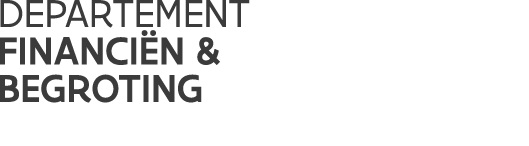 DEPARTEMENT
FINANCIËN &
BEGROTING